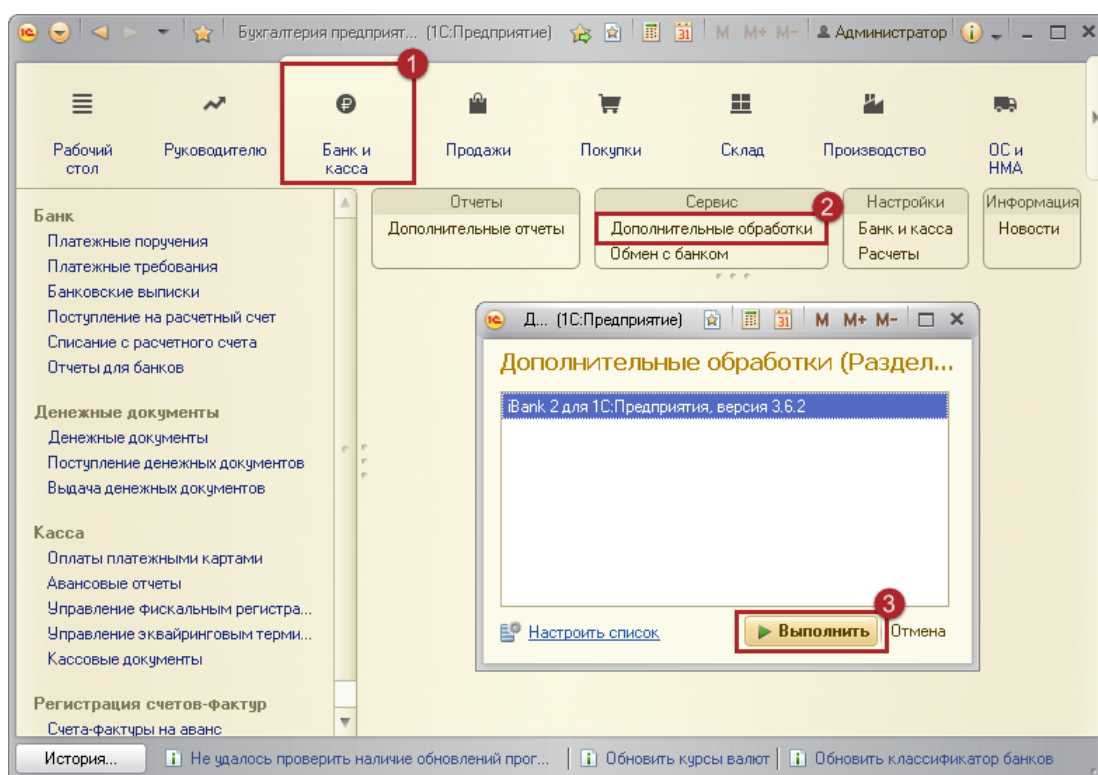 Бухгалтерия предприят... (1С:Предприятие) 31 M M+ M- Администратор
1
Рабочий стол
Руководителю
Банк и касса
Продажи
Покупки
Склад
Производство
ОС и НМА
Банк
Платежные поручения
Платежные требования
Банковские выписки
Поступление на расчетный счет
Списание с расчетного счета
Отчеты для банков
Денежные документы
Денежные документы
Поступление денежных документов
Выдача денежных документов
Касса
Оплаты платежными картами
Авансовые отчеты
Управление фискальным регистра...
Управление эквайринговым терми...
Кассовые документы
Регистрация счетов-фактур
Счета-фактуры на аванс
Отчеты
Дополнительные отчеты
Сервис
2
Дополнительные обработки
Обмен с банком
Настройки
Банк и касса
Расчеты
Информация
Новости
Д... (1С:Предприятие) 31 M M+ M-
Дополнительные обработки (Раздел...
iBank 2 для 1С:Предприятия, версия 3.6.2
3
Настроить список
Выполнить
Отмена
История...
Не удалось проверить наличие обновлений прог...
Обновить курсы валют
Обновить классификатор банков